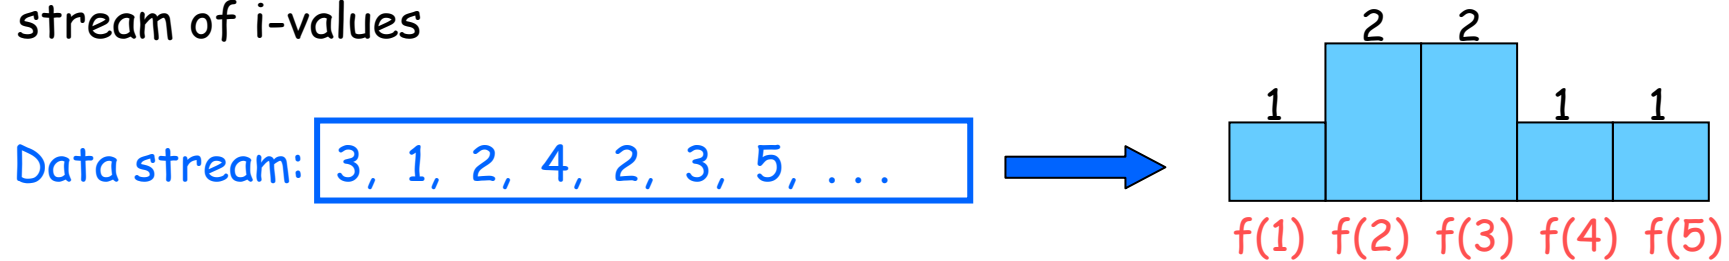 stream of i-values
2 2
1 1 1
Data stream: 3, 1, 2, 4, 2, 3, 5, . . .
f(1) f(2) f(3) f(4) f(5)